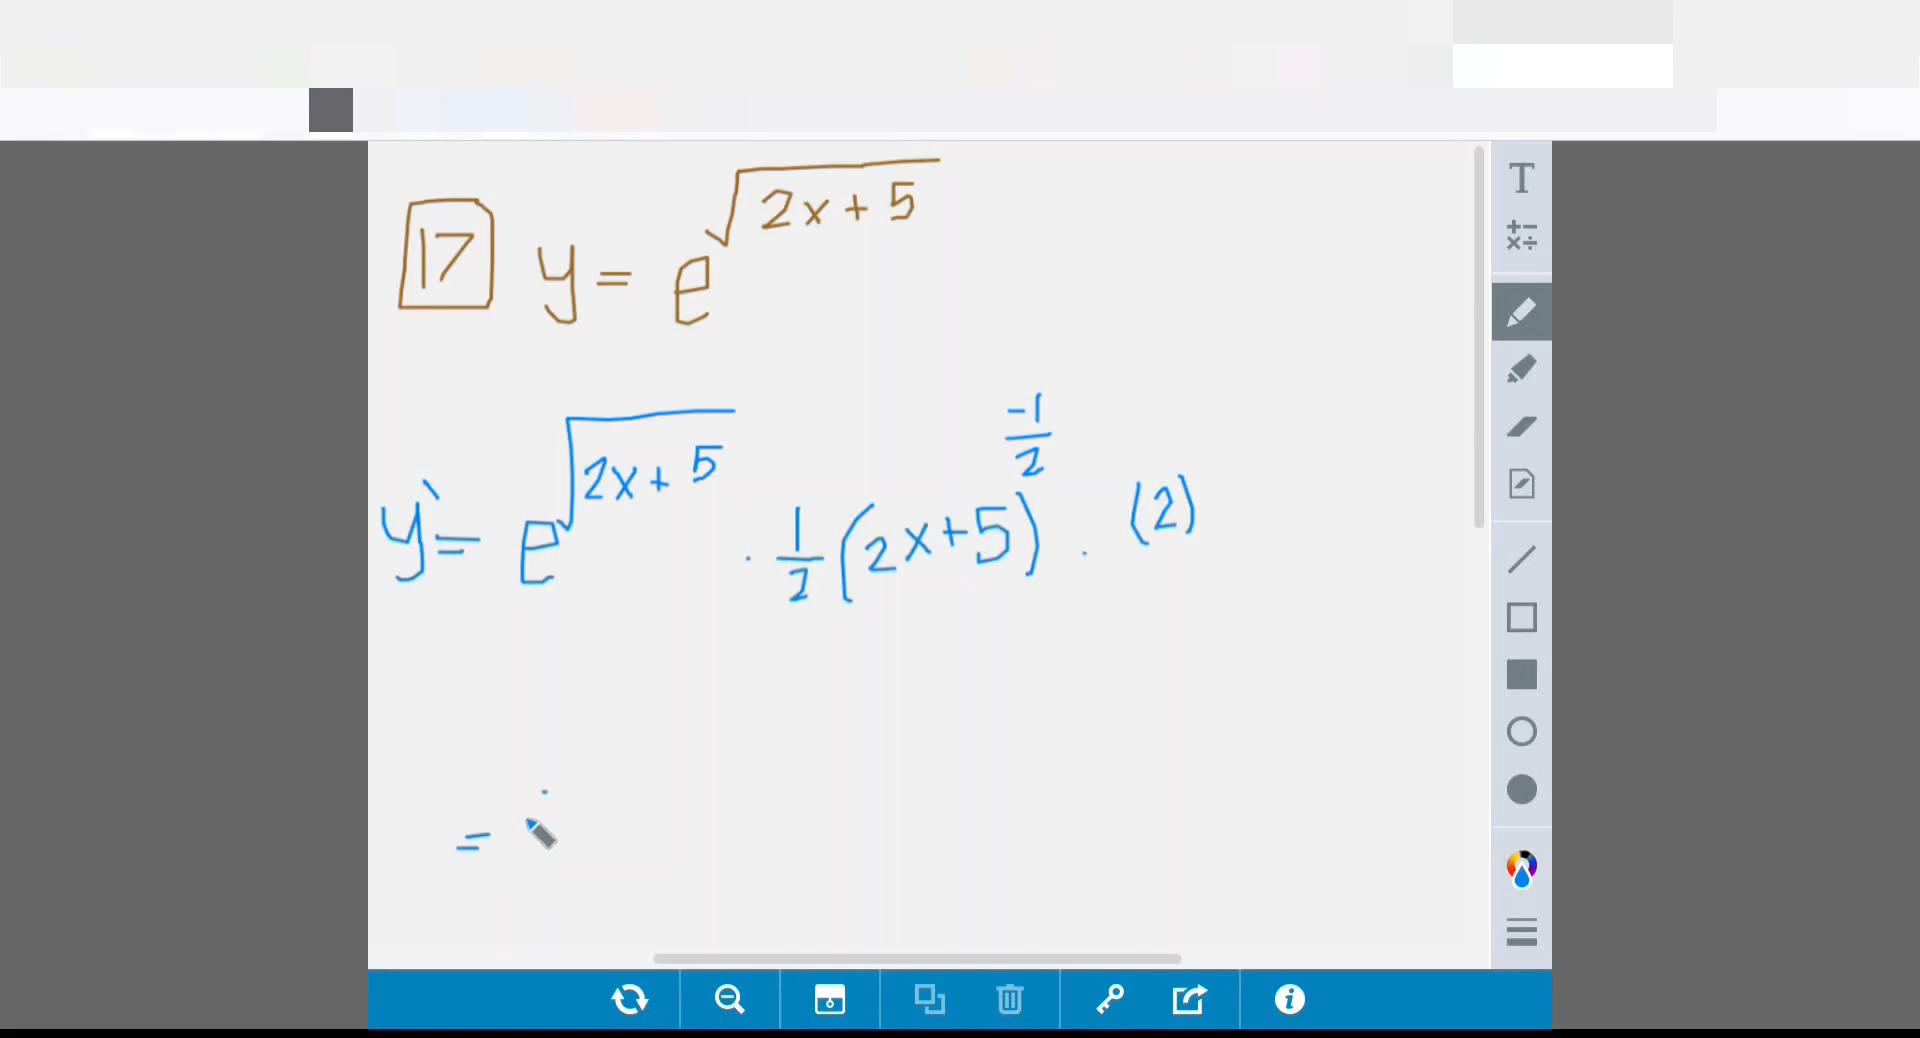 17 y = e^√(2x + 5)
y' = e^√(2x + 5) · 1/2 (2x+5)^(-1/2) · (2)
=